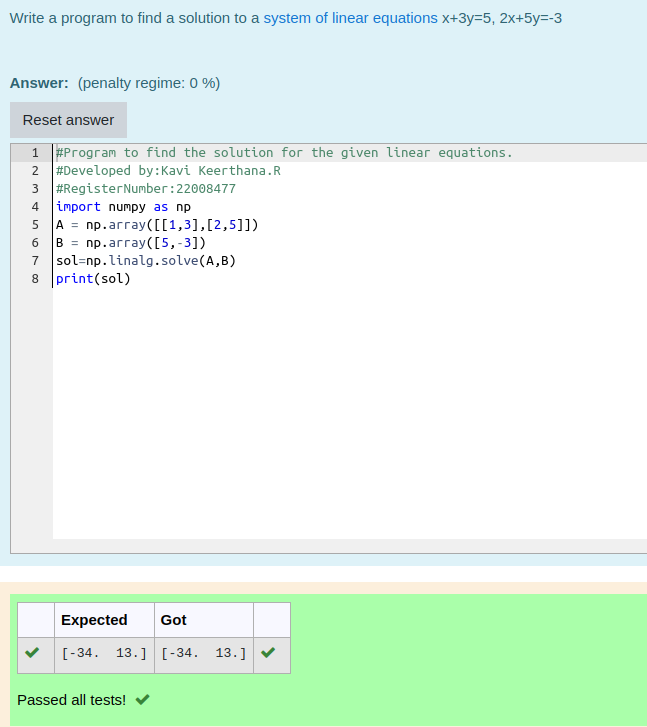 Write a program to find a solution to a system of linear equations x+3y=5, 2x+5y=-3
Answer: (penalty regime: 0 %)
Reset answer
1 #Program to find the solution for the given linear equations.
2 #Developed by:Kavi Keerthana.R
3 #RegisterNumber:22008477
4 import numpy as np
5 A = np.array([[1,3],[2,5]])
6 B = np.array([5,-3])
7 sol=np.linalg.solve(A,B)
8 print(sol)
Expected Got
[-34.  13.] [-34.  13.]
Passed all tests!